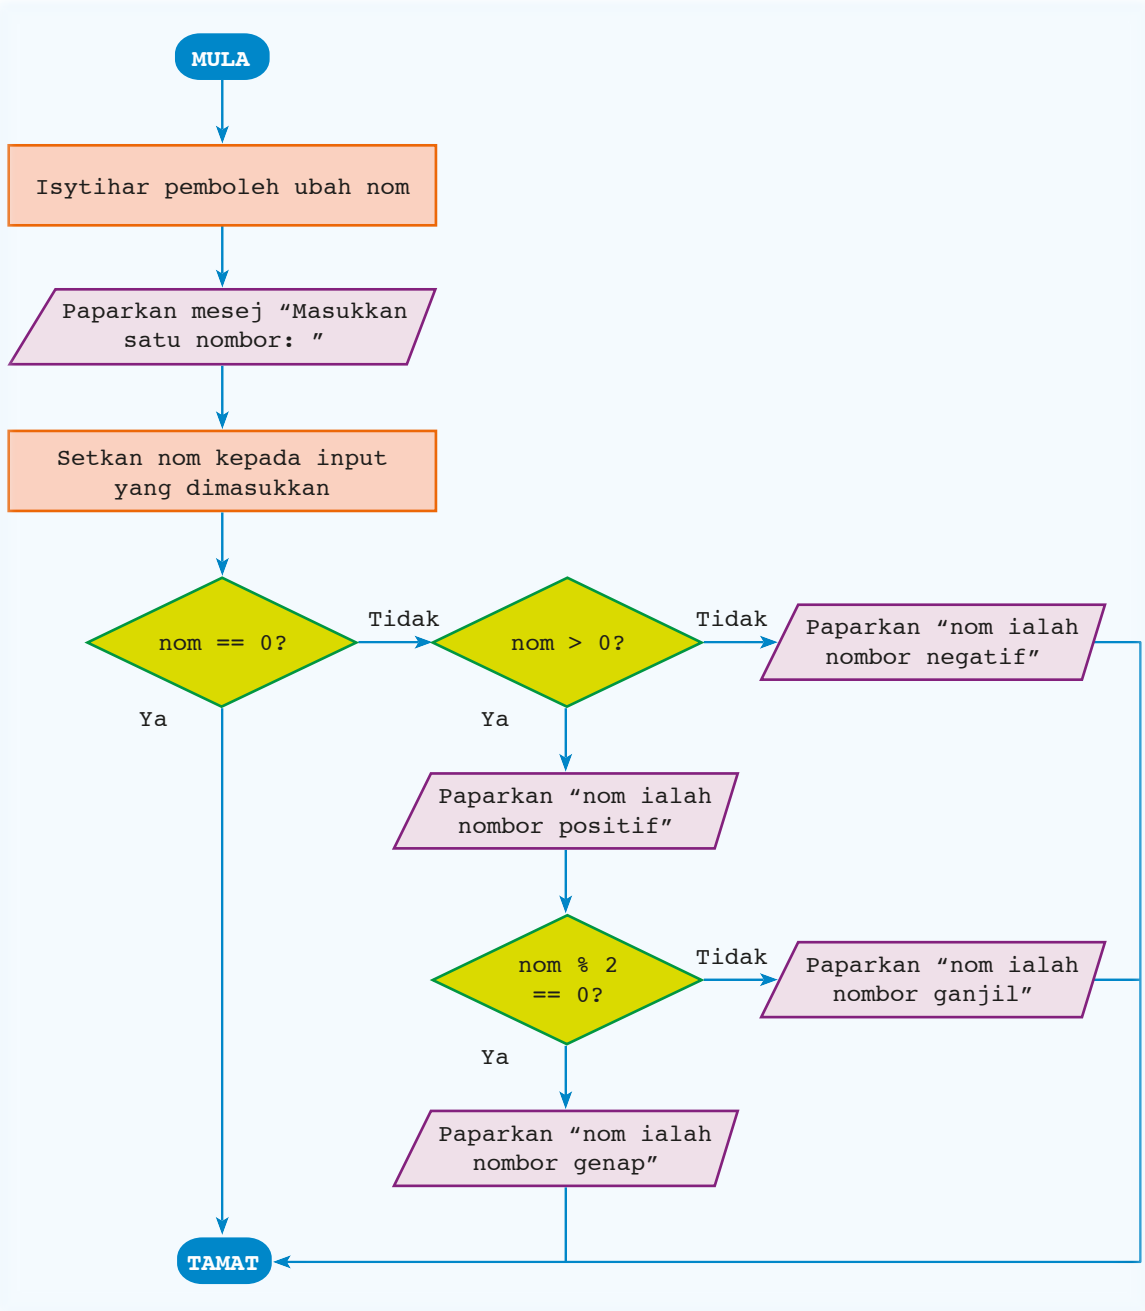 MULA
Isytihar pemboleh ubah nom
Paparkan mesej “Masukkan
satu nombor: ”
Setkan nom kepada input
yang dimasukkan
nom == 0?
Tidak
nom > 0?
Tidak
Paparkan “nom ialah
nombor negatif”
Ya
Ya
Paparkan “nom ialah
nombor positif”
nom % 2
== 0?
Tidak
Paparkan “nom ialah
nombor ganjil”
Ya
Paparkan “nom ialah
nombor genap”
TAMAT